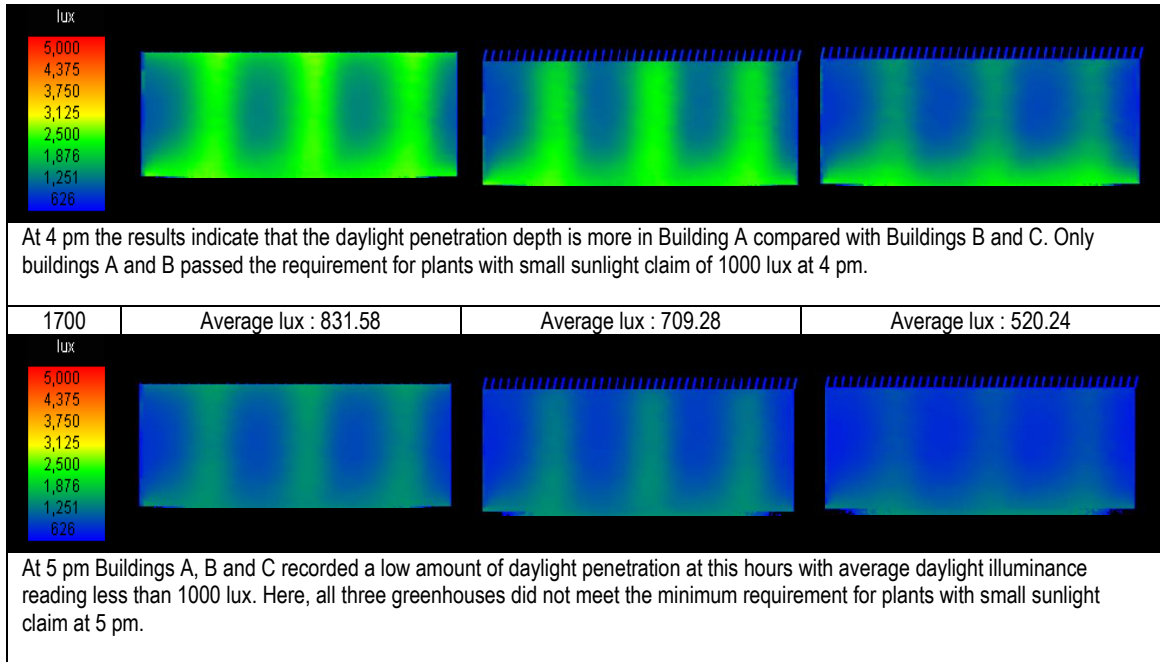 lux
5,000
4,375
3,750
3,125
2,500
1,876
1,251
626
At 4 pm the results indicate that the daylight penetration depth is more in Building A compared with Buildings B and C. Only
buildings A and B passed the requirement for plants with small sunlight claim of 1000 lux at 4 pm.
1700 Average lux : 831.58 Average lux : 709.28 Average lux : 520.24
lux
5,000
4,375
3,750
3,125
2,500
1,876
1,251
626
At 5 pm Buildings A, B and C recorded a low amount of daylight penetration at this hours with average daylight illuminance
reading less than 1000 lux. Here, all three greenhouses did not meet the minimum requirement for plants with small sunlight
claim at 5 pm.